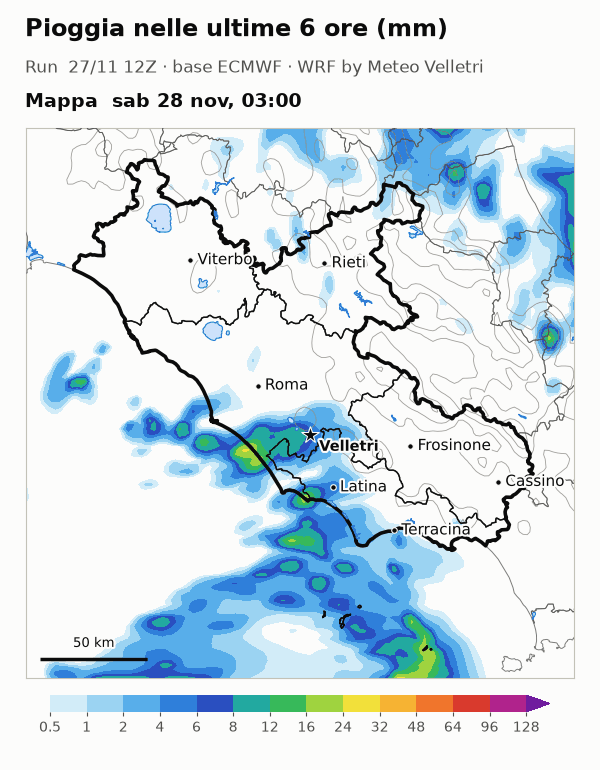 Pioggia nelle ultime 6 ore (mm)
Run  27/11 12Z · base ECMWF · WRF by Meteo Velletri
Mappa  sab 28 nov, 03:00
Viterbo
Rieti
Roma
Velletri
Frosinone
Latina
Cassino
Terracina
50 km
0.5 1 2 4 6 8 12 16 24 32 48 64 96 128